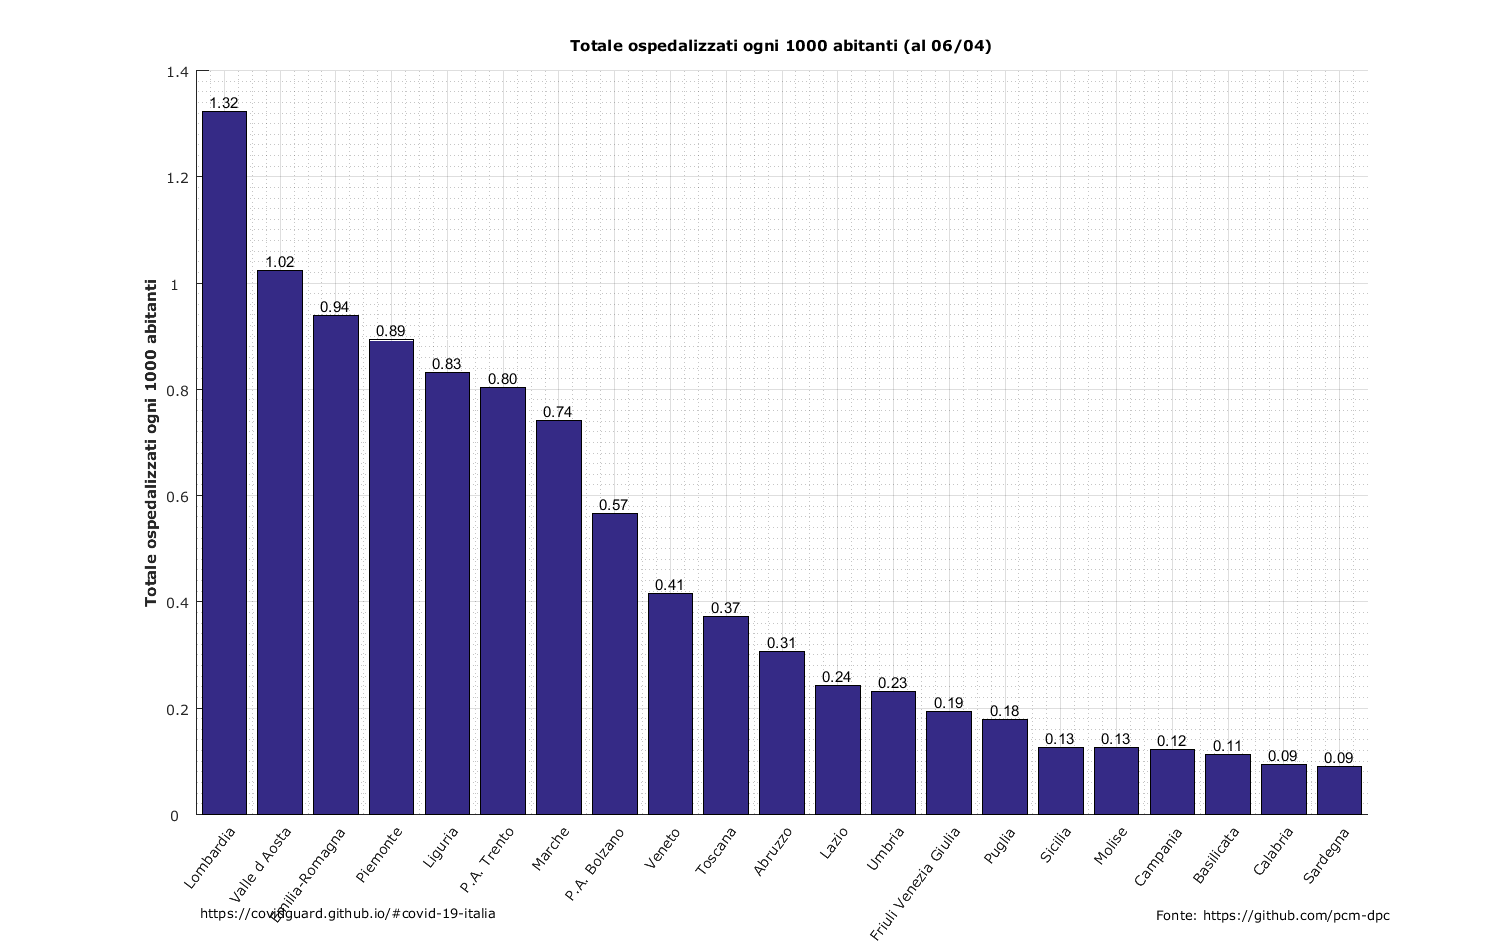 Totale ospedalizzati ogni 1000 abitanti (al 06/04)
Totale ospedalizzati ogni 1000 abitanti
1.4
1.2
1
0.8
0.6
0.4
0.2
0
1.32
1.02
0.94
0.89
0.83
0.80
0.74
0.57
0.41
0.37
0.31
0.24
0.23
0.19
0.18
0.13
0.13
0.12
0.11
0.09
0.09
Lombardia
Valle d Aosta
Emilia-Romagna
Piemonte
Liguria
P.A. Trento
Marche
P.A. Bolzano
Veneto
Toscana
Abruzzo
Lazio
Umbria
Friuli Venezia Giulia
Puglia
Sicilia
Molise
Campania
Basilicata
Calabria
Sardegna
https://covidguard.github.io/#covid-19-italia
Fonte: https://github.com/pcm-dpc